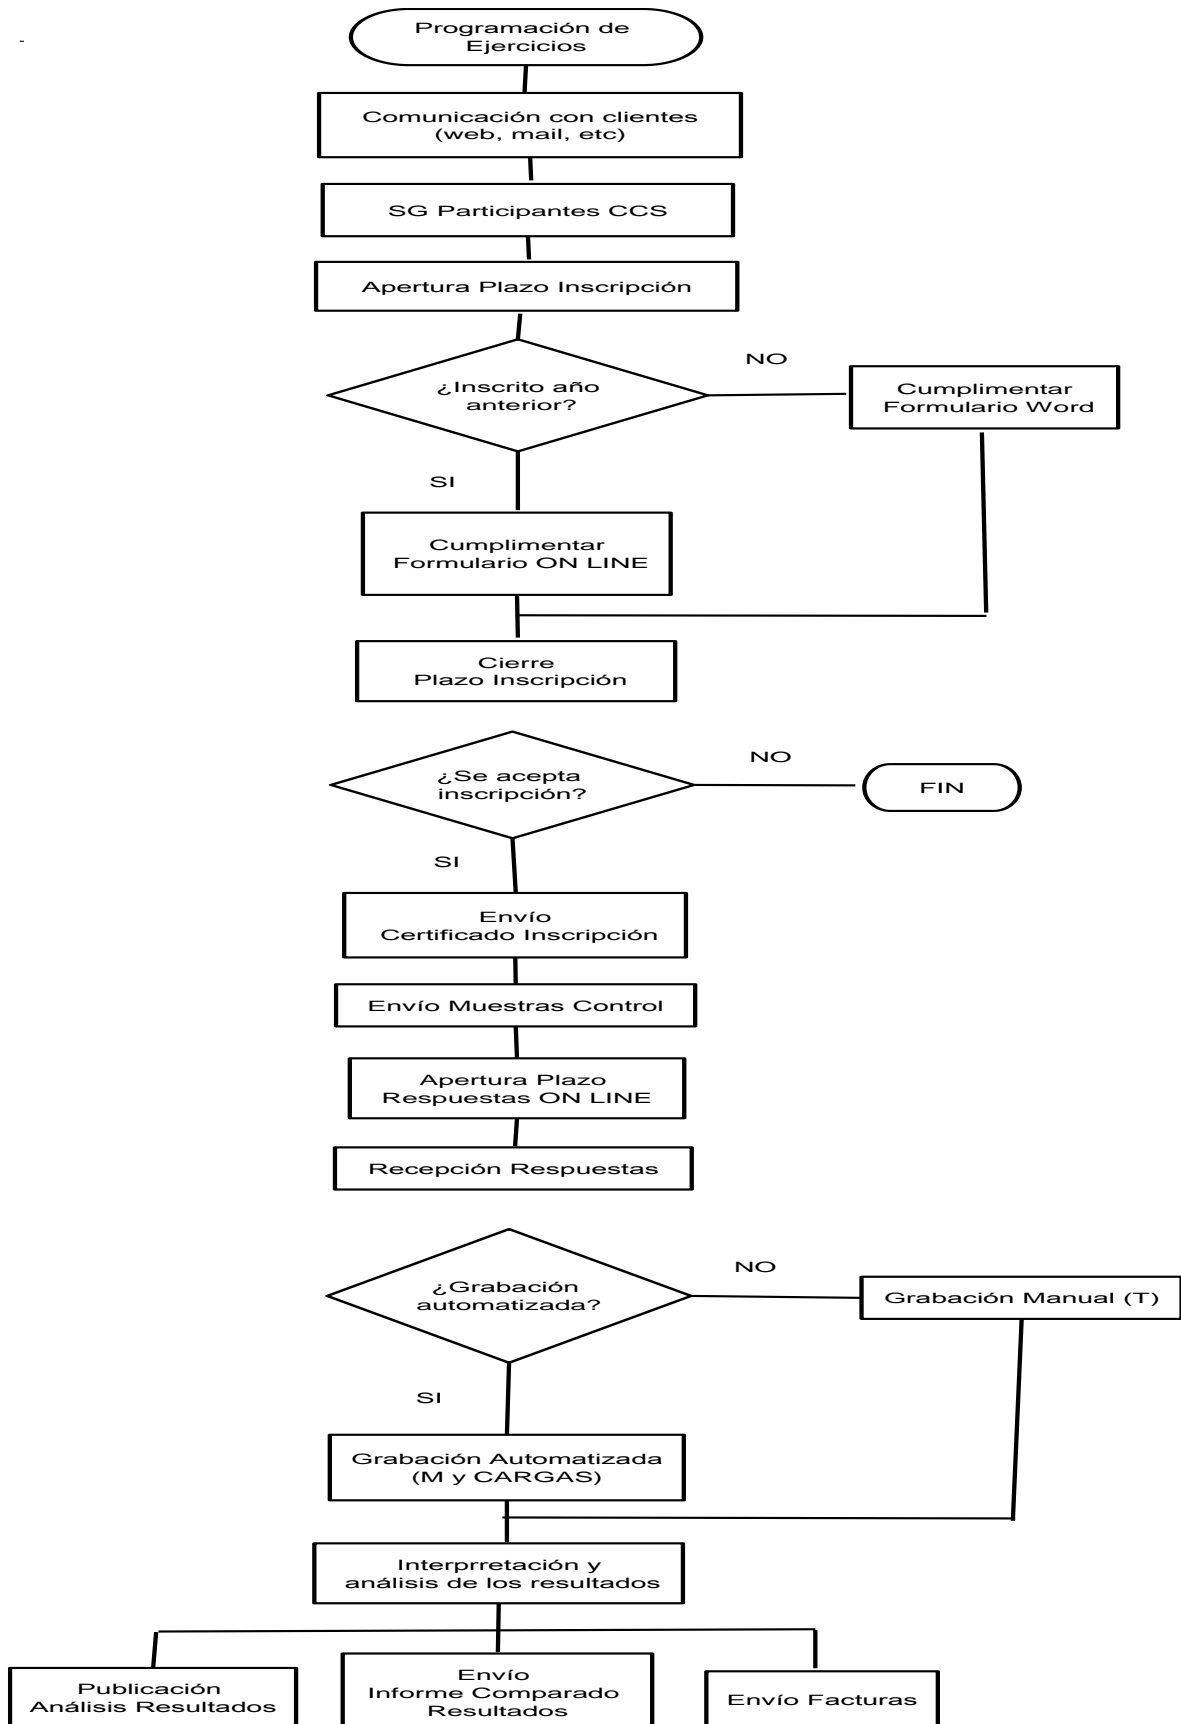 -
Programación de
Ejercicios
Comunicación con clientes
(web, mail, etc)
SG Participantes CCS
Apertura Plazo Inscripción
¿Inscrito año
anterior?
NO
Cumplimentar
Formulario Word
SI
Cumplimentar
Formulario ON LINE
Cierre
Plazo Inscripción
¿Se acepta
inscripción?
NO
FIN
SI
Envío
Certificado Inscripción
Envío Muestras Control
Apertura Plazo
Respuestas ON LINE
Recepción Respuestas
¿Grabación
automatizada?
NO
Grabación Manual (T)
SI
Grabación Automatizada
(M y CARGAS)
Interprretación y
análisis de los resultados
Publicación
Análisis Resultados
Envío
Informe Comparado
Resultados
Envío Facturas